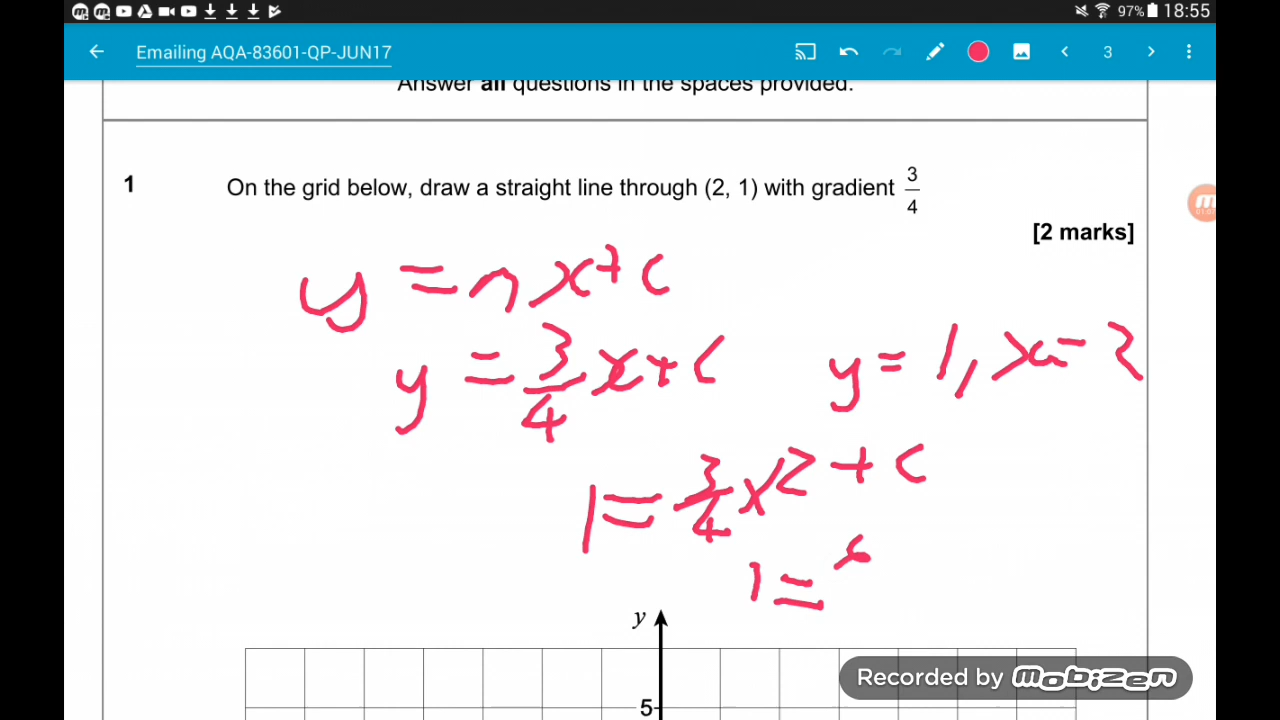 97% 18:55
Emailing AQA-83601-QP-JUN17 3
Answer all questions in the spaces provided.
1 On the grid below, draw a straight line through (2, 1) with gradient 3/4
[2 marks]
y = mx + c
y = 3/4 x + c y = 1, x = 2
1 = 3/4 x 2 + c
1 = 6
y
5
Recorded by mobizen